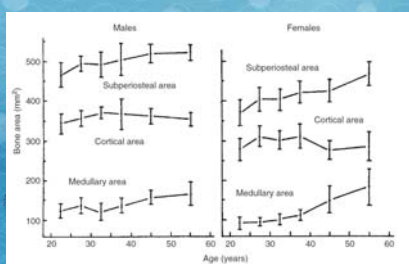 Males
Females
500
400
300
200
100
Bone area (mm²)
Subperiosteal area
Cortical area
Medullary area
Subperiosteal area
Cortical area
Medullary area
20
30
40
50
60
20
30
40
50
60
Age (years)